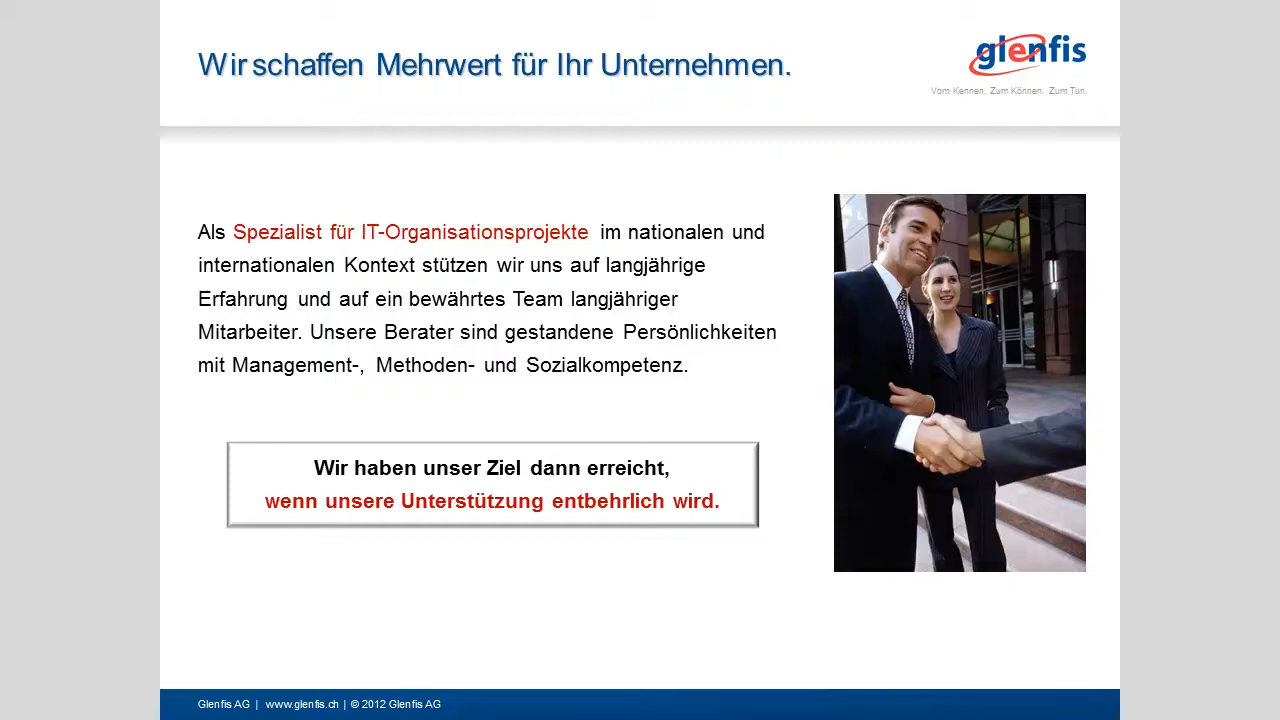 Wir schaffen Mehrwert für Ihr Unternehmen.
glenfis
Vom Kennen. Zum Können. Zum Tun.
Als Spezialist für IT-Organisationsprojekte im nationalen und
internationalen Kontext stützen wir uns auf langjährige
Erfahrung und auf ein bewährtes Team langjähriger
Mitarbeiter. Unsere Berater sind gestandene Persönlichkeiten
mit Management-, Methoden- und Sozialkompetenz.
Wir haben unser Ziel dann erreicht,
wenn unsere Unterstützung entbehrlich wird.
Glenfis AG | www.glenfis.ch | © 2012 Glenfis AG